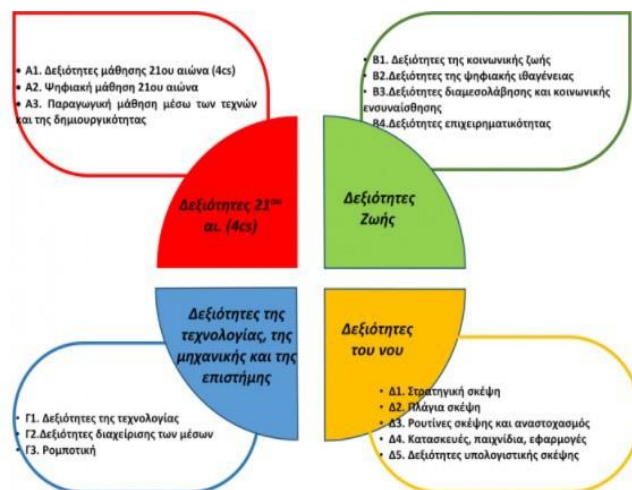 • Α1. Δεξιότητες μάθησης 21ου αιώνα (4cs)
• Α2. Ψηφιακή μάθηση 21ου αιώνα
• Α3. Παραγωγική μάθηση μέσω των τεχνών
και της δημιουργικότητας
• Β1. Δεξιότητες της κοινωνικής ζωής
• Β2.Δεξιότητες της ψηφιακής ιθαγένειας
• Β3.Δεξιότητες διαμεσολάβησης και κοινωνικής
ενσυναίσθησης
• Β4.Δεξιότητες επιχειρηματικότητας
Δεξιότητες 21ου
αι. (4cs)
Δεξιότητες
Ζωής
Δεξιότητες της
τεχνολογίας, της
μηχανικής και της
επιστήμης
Δεξιότητες
του νου
• Γ1. Δεξιότητες της τεχνολογίας
• Γ2.Δεξιότητες διαχείρισης των μέσων
• Γ3. Ρομποτική
• Δ1. Στρατηγική σκέψη
• Δ2. Πλάγια σκέψη
• Δ3. Ρουτίνες σκέψης και αναστοχασμός
• Δ4. Κατασκευές, παιχνίδια, εφαρμογές
• Δ5. Δεξιότητες υπολογιστικής σκέψης